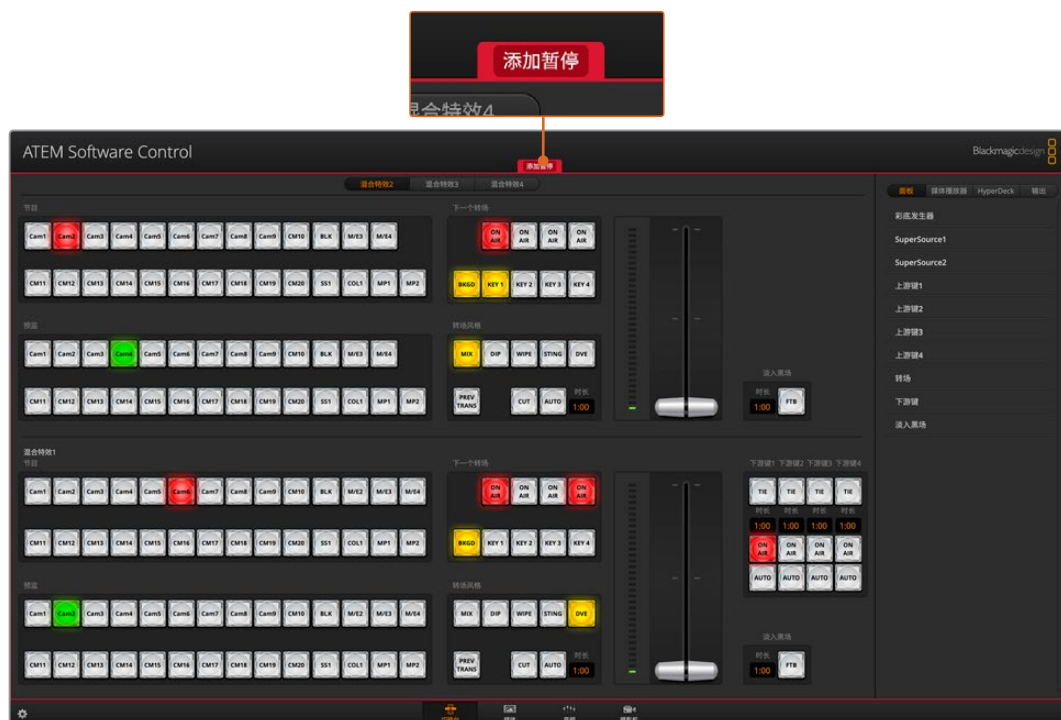 添加暂停
混合特效4
ATEM Software Control
Blackmagicdesign
添加暂停
混合特效2 混合特效3 混合特效4
面板 媒体播放器 HyperDeck 输出
节目
下一个转场
彩底发生器
Cam1 Cam2 Cam3 Cam4 Cam5 Cam6 Cam7 Cam8 Cam9 CM10 BLK M/E3 M/E4
ON AIR ON AIR ON AIR ON AIR
SuperSource1
SuperSource2
CM11 CM12 CM13 CM14 CM15 CM16 CM17 CM18 CM19 CM20 SS1 COL1 MP1 MP2
BKGD KEY 1 KEY 2 KEY 3 KEY 4
上游键1
上游键2
预监
转场风格
上游键3
Cam1 Cam2 Cam3 Cam4 Cam5 Cam6 Cam7 Cam8 Cam9 CM10 BLK M/E3 M/E4
MIX DIP WIPE STING DVE
上游键4
转场
淡入黑场
CM11 CM12 CM13 CM14 CM15 CM16 CM17 CM18 CM19 CM20 SS1 COL1 MP1 MP2
PREV TRANS CUT AUTO 时长 1:00
时长 1:00 FTB
下游键
淡入黑场
混合特效1
节目
下一个转场
下游键1 下游键2 下游键3 下游键4
Cam1 Cam2 Cam3 Cam4 Cam5 Cam6 Cam7 Cam8 Cam9 CM10 BLK M/E2 M/E3 M/E4
ON AIR ON AIR ON AIR ON AIR
TIE TIE TIE TIE
时长 时长 时长 时长
1:00 1:00 1:00 1:00
CM11 CM12 CM13 CM14 CM15 CM16 CM17 CM18 CM19 CM20 SS1 COL1 MP1 MP2
BKGD KEY 1 KEY 2 KEY 3 KEY 4
ON AIR ON AIR ON AIR ON AIR
AUTO AUTO AUTO AUTO
预监
转场风格
Cam1 Cam2 Cam3 Cam4 Cam5 Cam6 Cam7 Cam8 Cam9 CM10 BLK M/E2 M/E3 M/E4
MIX DIP WIPE STING DVE
淡入黑场
CM11 CM12 CM13 CM14 CM15 CM16 CM17 CM18 CM19 CM20 SS1 COL1 MP1 MP2
PREV TRANS CUT AUTO 时长 1:00
时长 1:00 FTB